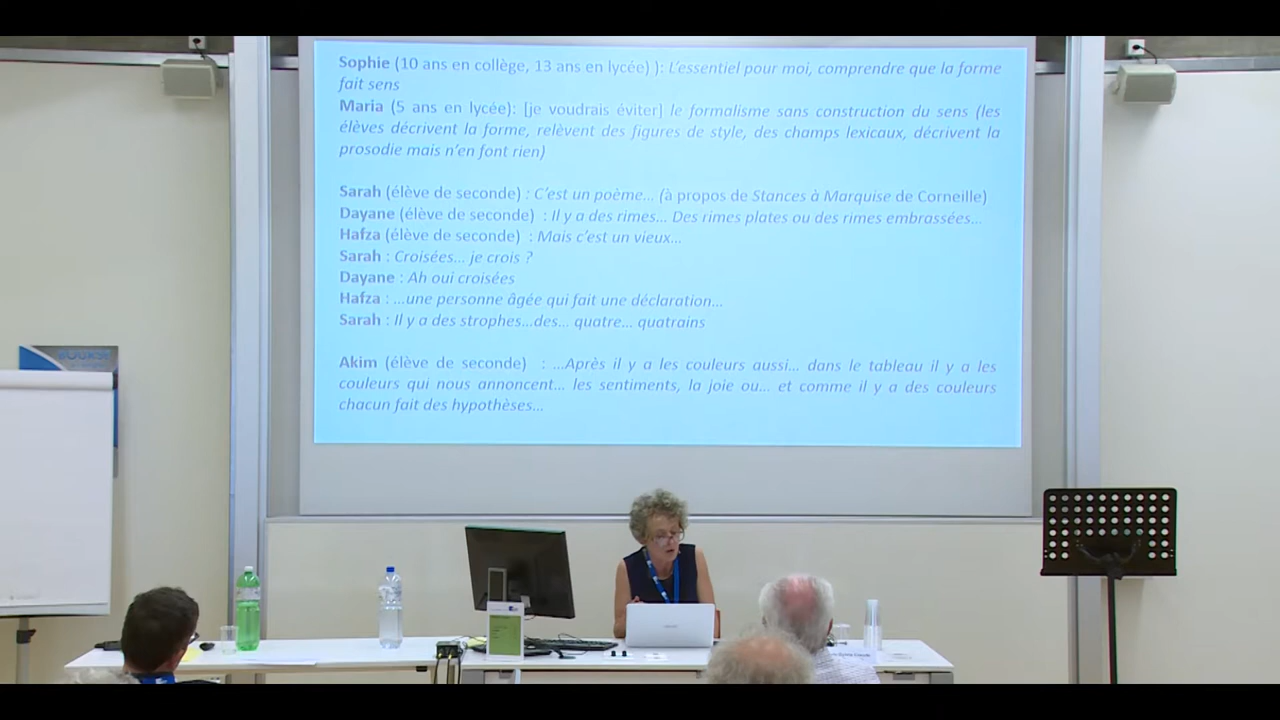 Sophie (10 ans en collège, 13 ans en lycée) ): L'essentiel pour moi, comprendre que la forme
fait sens
Maria (5 ans en lycée): [je voudrais éviter] le formalisme sans construction du sens (les
élèves décrivent la forme, relèvent des figures de style, des champs lexicaux, décrivent la
prosodie mais n'en font rien)
Sarah (élève de seconde) : C'est un poème… (à propos de Stances à Marquise de Corneille)
Dayane (élève de seconde) : Il y a des rimes… Des rimes plates ou des rimes embrassées…
Hafza (élève de seconde) : Mais c'est un vieux…
Sarah : Croisées… je crois ?
Dayane : Ah oui croisées
Hafza : …une personne âgée qui fait une déclaration…
Sarah : Il y a des strophes…des… quatre… quatrains
Akim (élève de seconde) : …Après il y a les couleurs aussi… dans le tableau il y a les
couleurs qui nous annoncent… les sentiments, la joie ou… et comme il y a des couleurs
chacun fait des hypothèses…